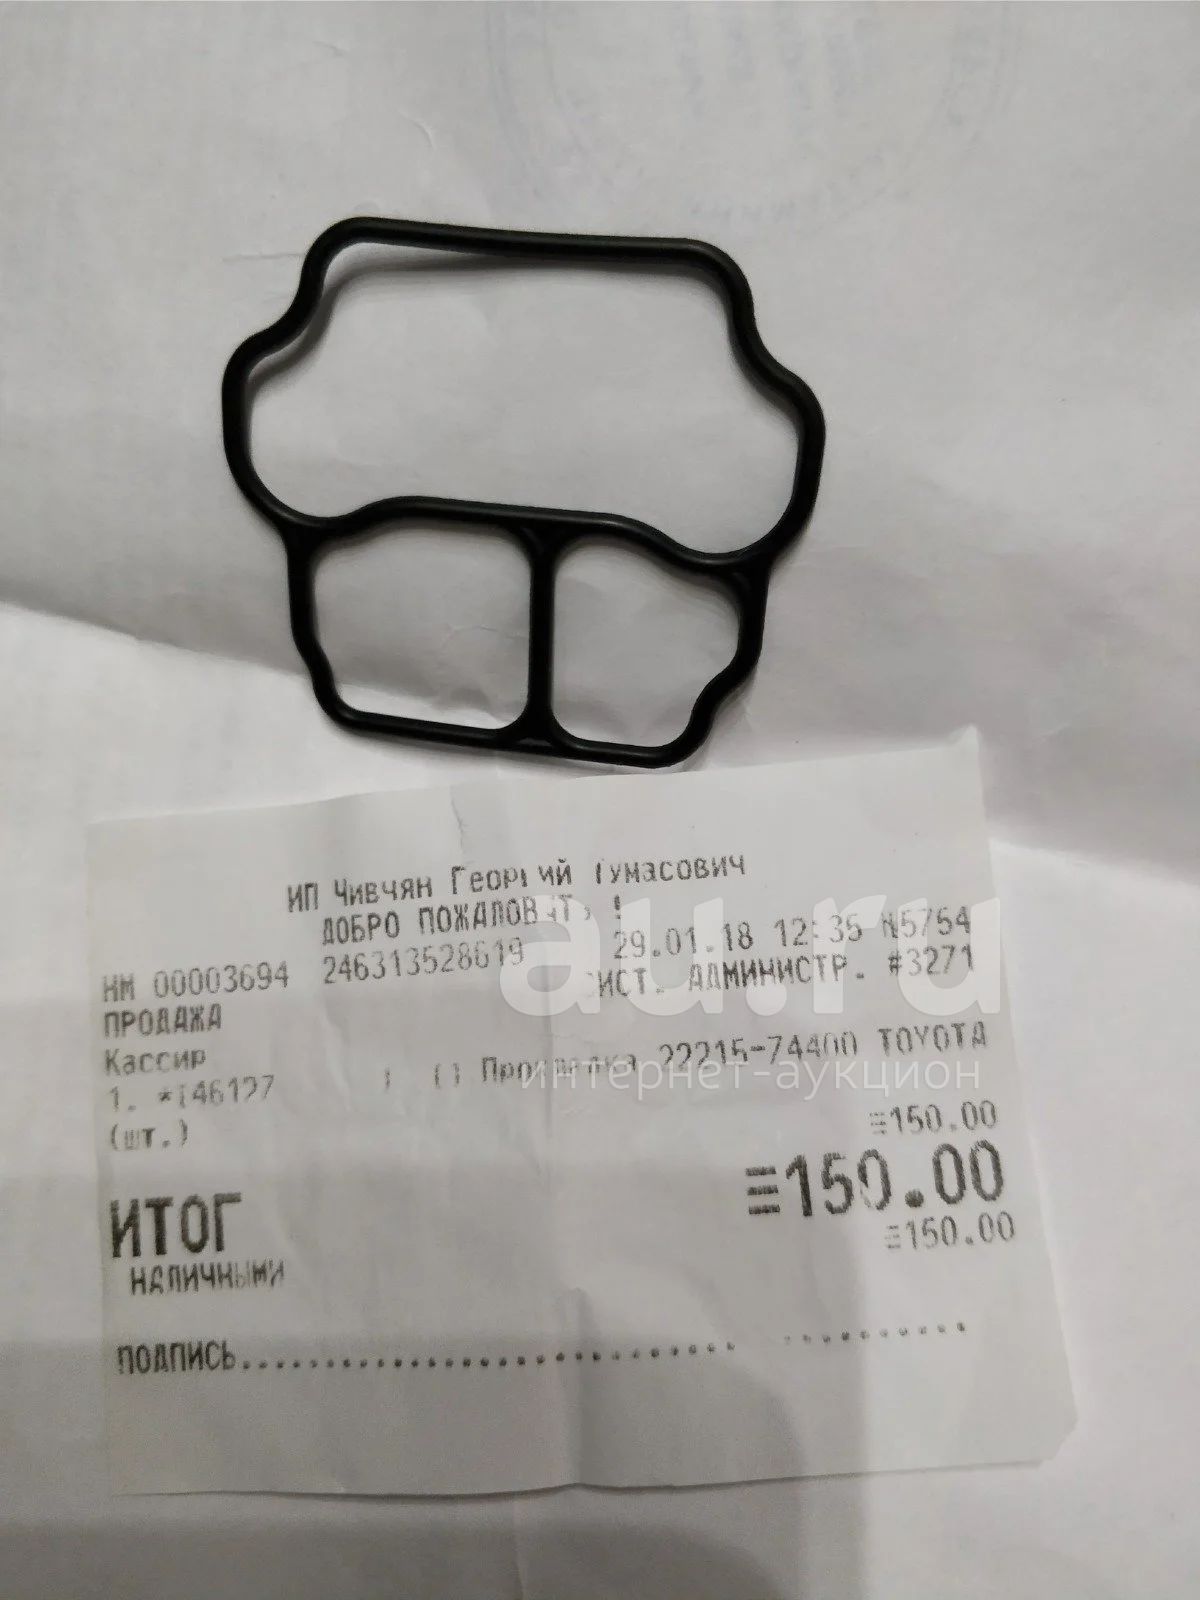 ИП Чивчян Георгий Тумасович
ДОБРО ПОЖАЛОВАТЬ !
НМ 00003694 246313528619 29.01.18 12:35 №5754
ПРОДАЖА СИСТ. АДМИНИСТР. #3271
Кассир
1. *146127 () Прокладка 22215-74400 TOYOTA
(шт.) ≡150.00
ИТОГ ≡150.00
НАЛИЧНЫМИ ≡150.00
ПОДПИСЬ..........................................
au.ru
интернет-аукцион